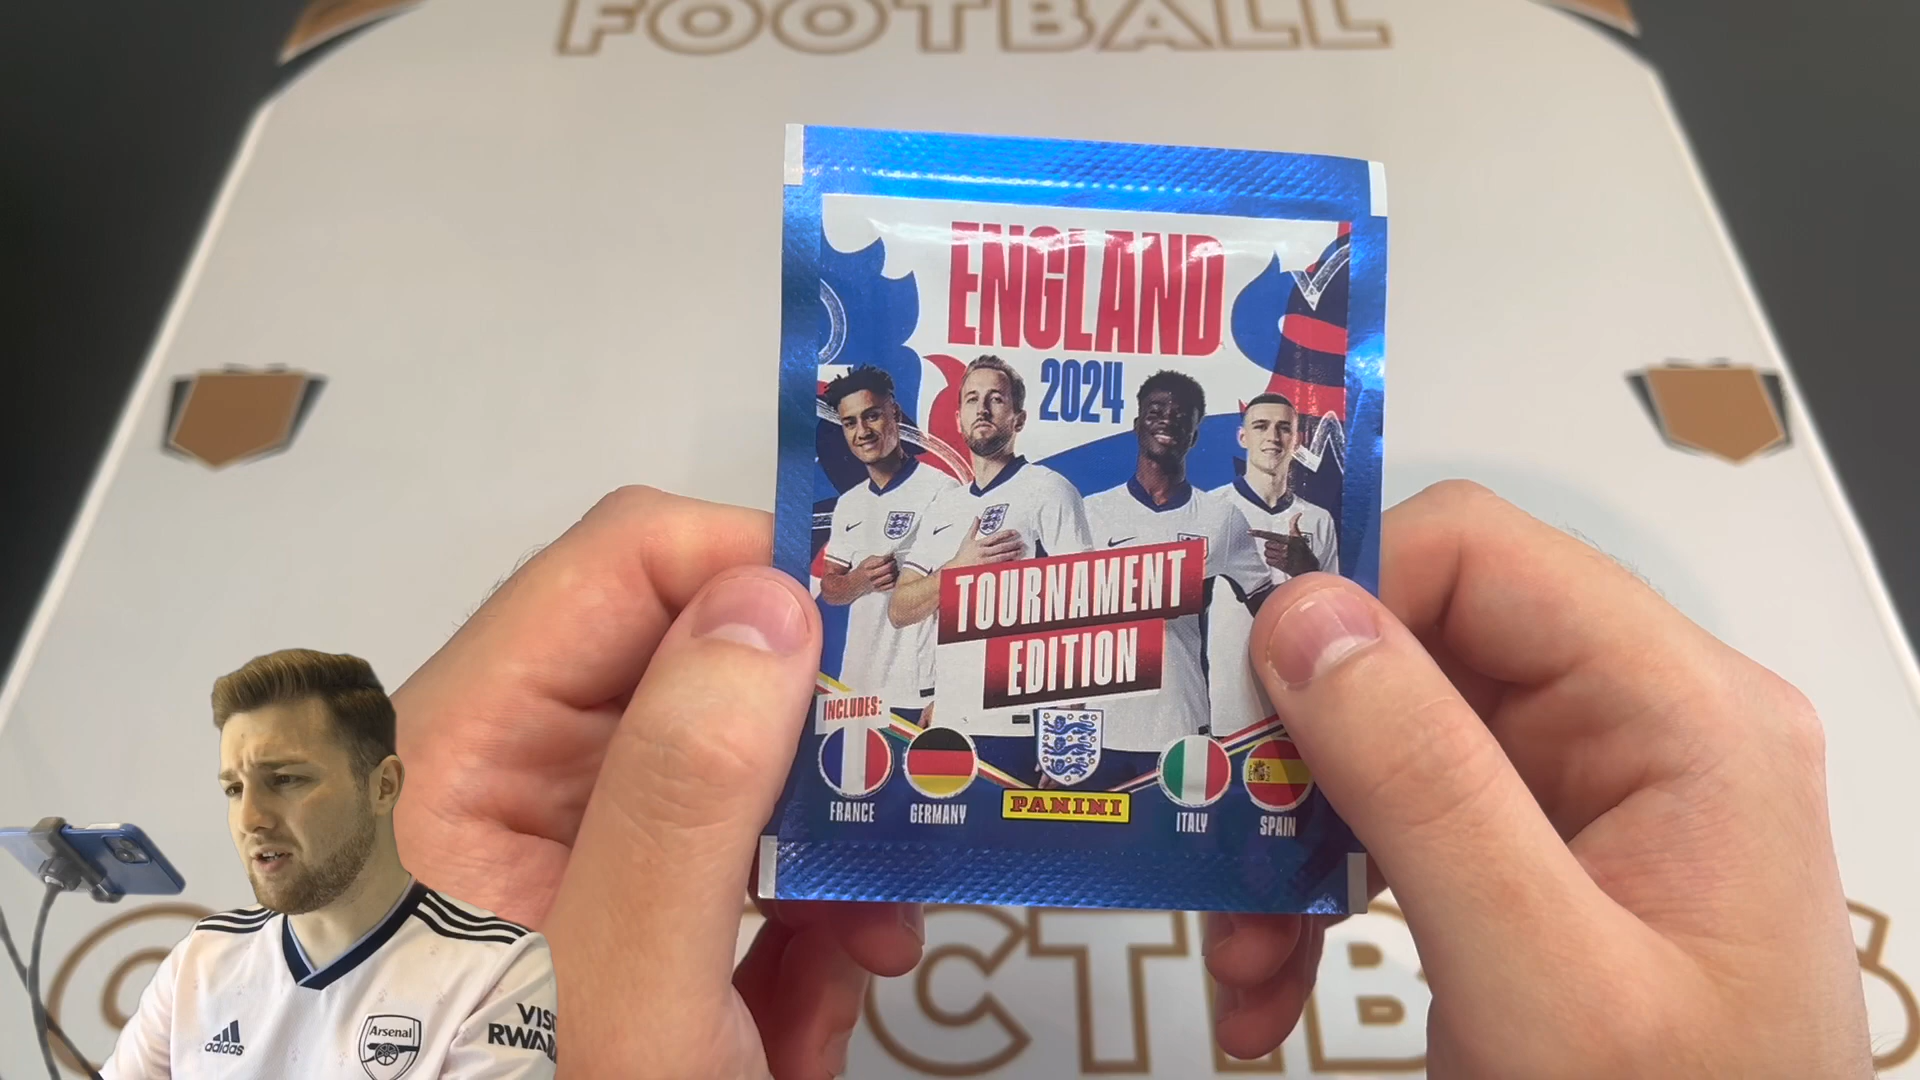 FOOTBALL
ENGLAND
2024
TOURNAMENT
EDITION
INCLUDES:
FRANCE
GERMANY
PANINI
ITALY
SPAIN
adidas
Arsenal